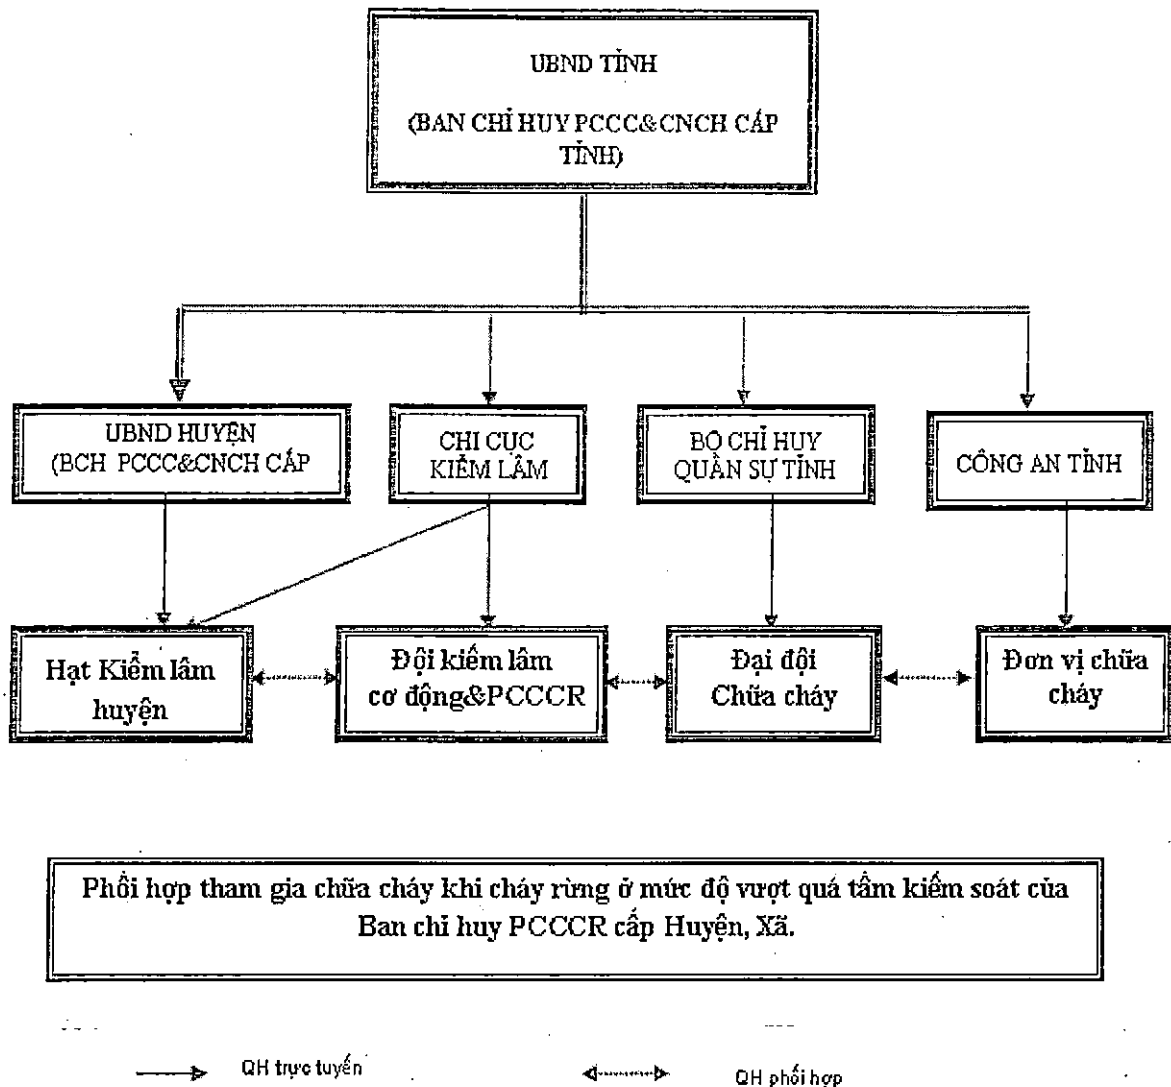 UBND TỈNH
(BAN CHỈ HUY PCCC&CNCH CẤP
TỈNH)
UBND HUYỆN
(BCH PCCC&CNCH CẤP
CHI CỤC
KIỂM LÂM
BỘ CHỈ HUY
QUÂN SỰ TỈNH
CÔNG AN TỈNH
Hạt Kiểm lâm
huyện
Đội kiểm lâm
cơ động&PCCCR
Đại đội
Chữa cháy
Đơn vị chữa
cháy
Phối hợp tham gia chữa cháy khi cháy rừng ở mức độ vượt quá tầm kiểm soát của
Ban chỉ huy PCCCR cấp Huyện, Xã.
QH trực tuyến
QH phối hợp